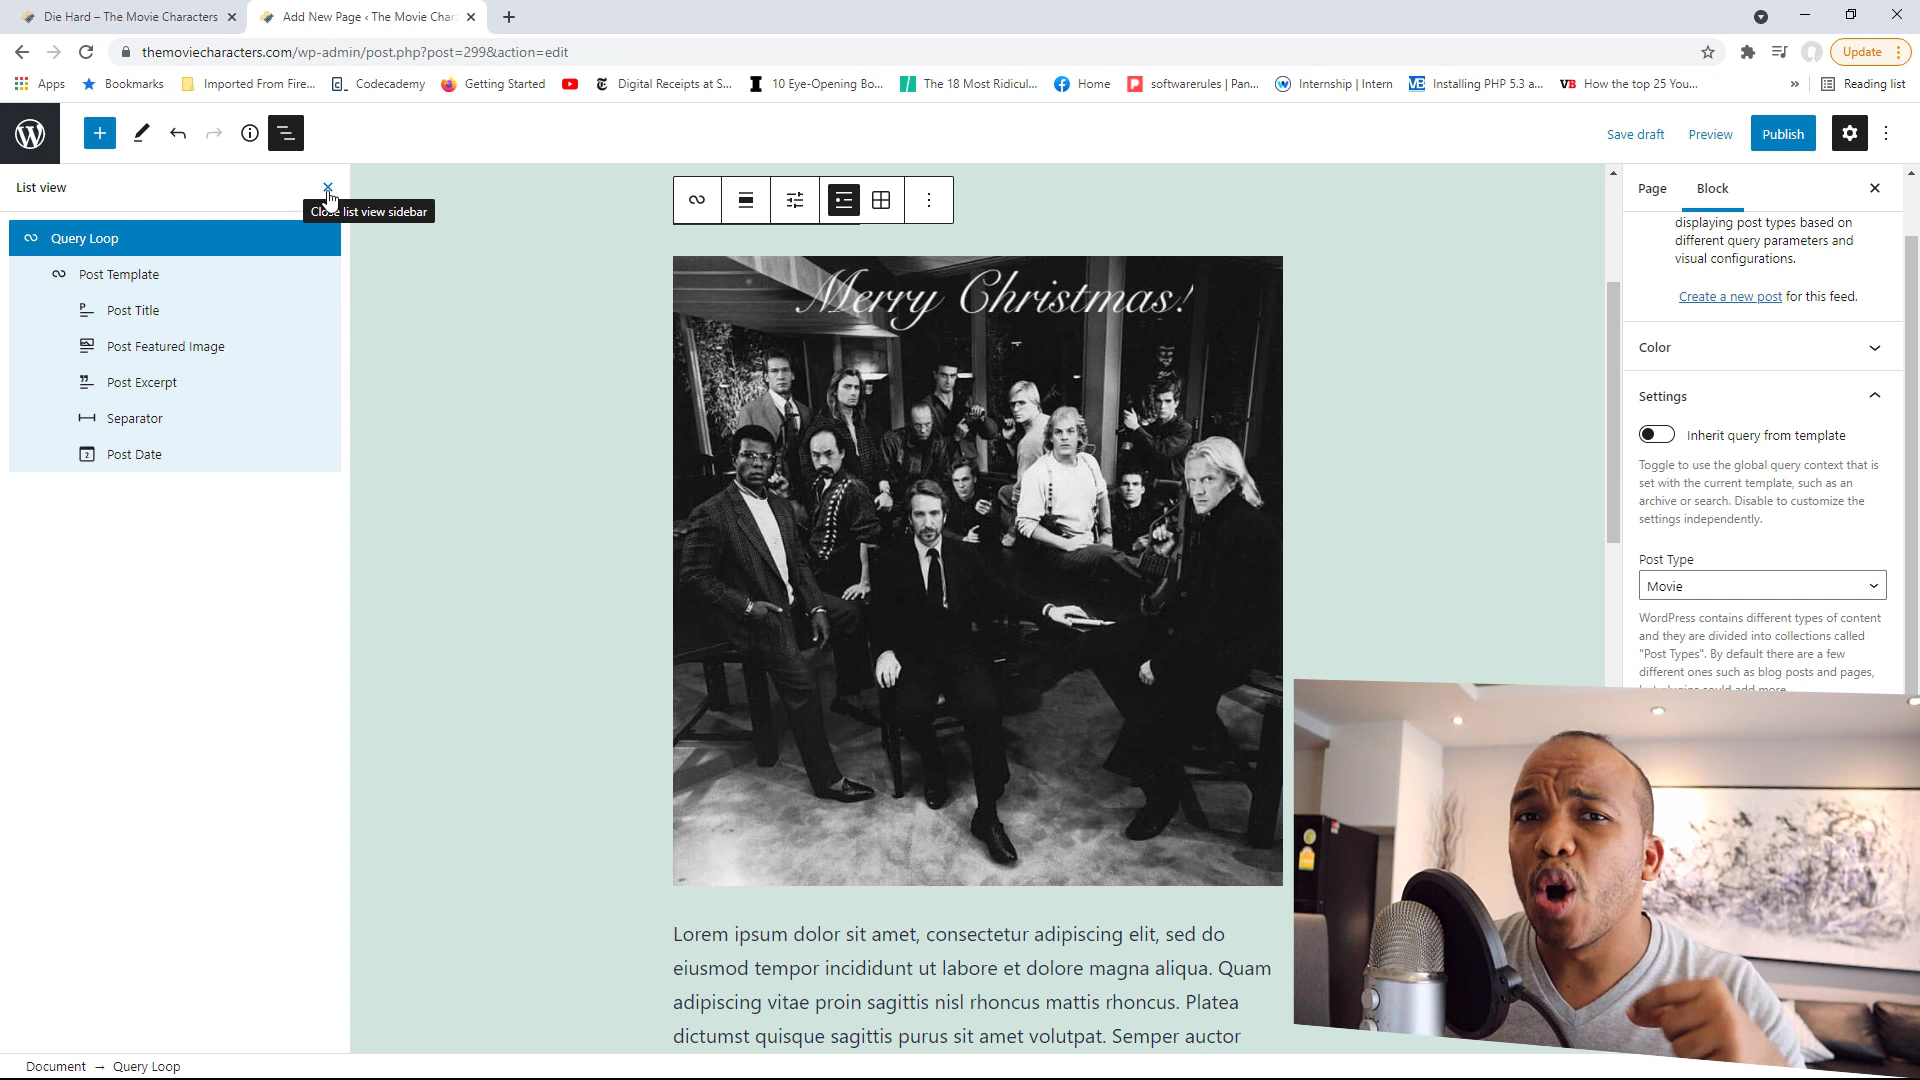 Die Hard – The Movie Characters
Add New Page ‹ The Movie Char
themoviecharacters.com/wp-admin/post.php?post=299&action=edit
Update
Apps
Bookmarks
Imported From Fire...
Codecademy
Getting Started
Digital Receipts at S...
10 Eye-Opening Bo...
The 18 Most Ridicul...
Home
softwarerules | Pan...
Internship | Intern
Installing PHP 5.3 a...
How the top 25 You...
»
Reading list
Save draft
Preview
Publish
List view
Close list view sidebar
Query Loop
Post Template
Post Title
Post Featured Image
Post Excerpt
Separator
Post Date
Merry Christmas!
Lorem ipsum dolor sit amet, consectetur adipiscing elit, sed do
eiusmod tempor incididunt ut labore et dolore magna aliqua. Quam
adipiscing vitae proin sagittis nisl rhoncus mattis rhoncus. Platea
dictumst quisque sagittis purus sit amet volutpat. Semper auctor
Page
Block
displaying post types based on
different query parameters and
visual configurations.
Create a new post for this feed.
Color
Settings
Inherit query from template
Toggle to use the global query context that is
set with the current template, such as an
archive or search. Disable to customize the
settings independently.
Post Type
Movie
WordPress contains different types of content
and they are divided into collections called
"Post Types". By default there are a few
different ones such as blog posts and pages,
but plugins could add more.
Document → Query Loop